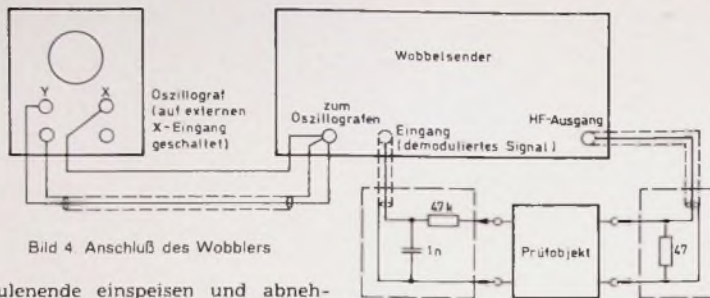 Wobbelsender
Y
X
Oszillograf
(auf externen
X-Eingang
geschaltet)
zum
Oszillografen
Eingang
(demoduliertes Signal)
HF-Ausgang
47k
1n
Prüfobjekt
47
Bild 4. Anschluß des Wobblers
ulenende einspeisen und abneh-